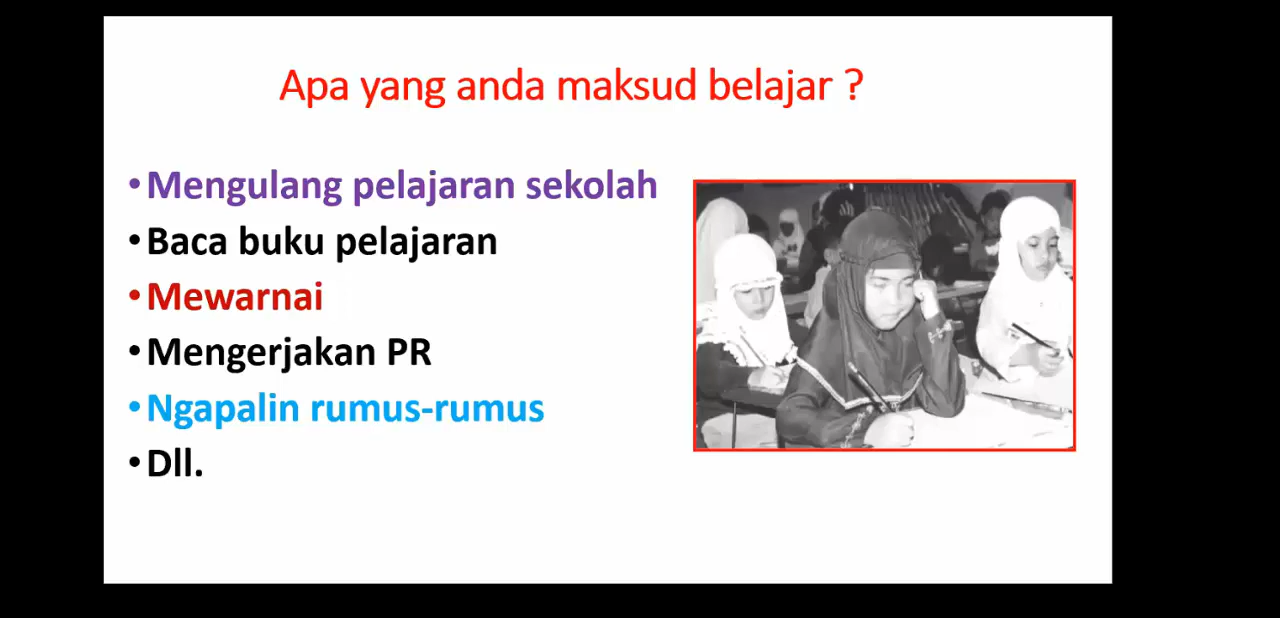 Apa yang anda maksud belajar ?
•Mengulang pelajaran sekolah
•Baca buku pelajaran
•Mewarnai
•Mengerjakan PR
•Ngapalin rumus-rumus
•Dll.